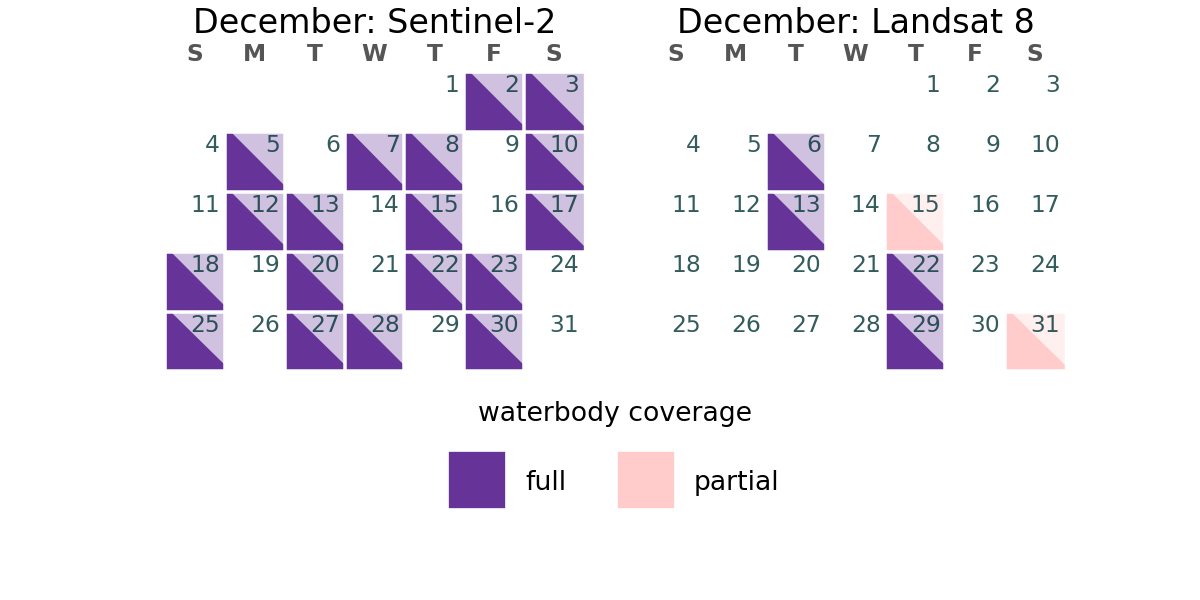 December: Sentinel-2
S M T W T F S
1 2 3
4 5 6 7 8 9 10
11 12 13 14 15 16 17
18 19 20 21 22 23 24
25 26 27 28 29 30 31
December: Landsat 8
S M T W T F S
1 2 3
4 5 6 7 8 9 10
11 12 13 14 15 16 17
18 19 20 21 22 23 24
25 26 27 28 29 30 31
waterbody coverage
full partial